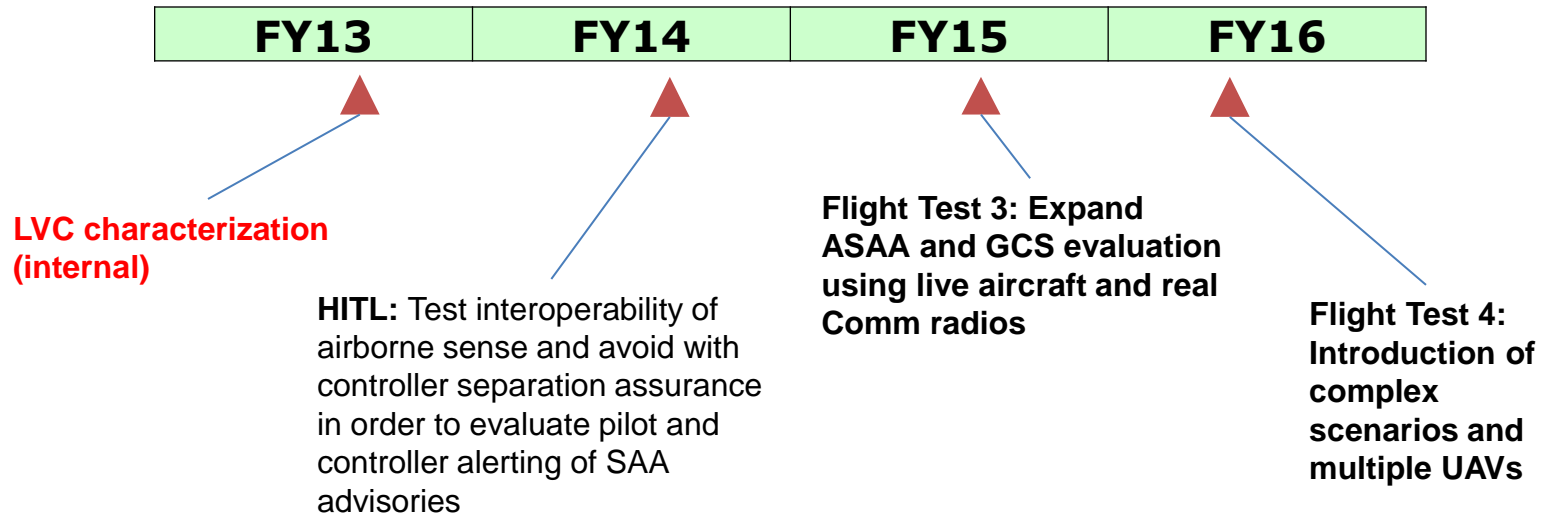 FY13 FY14 FY15 FY16
LVC characterization
(internal)
HITL: Test interoperability of
airborne sense and avoid with
controller separation assurance
in order to evaluate pilot and
controller alerting of SAA
advisories
Flight Test 3: Expand
ASAA and GCS evaluation
using live aircraft and real
Comm radios
Flight Test 4:
Introduction of
complex
scenarios and
multiple UAVs